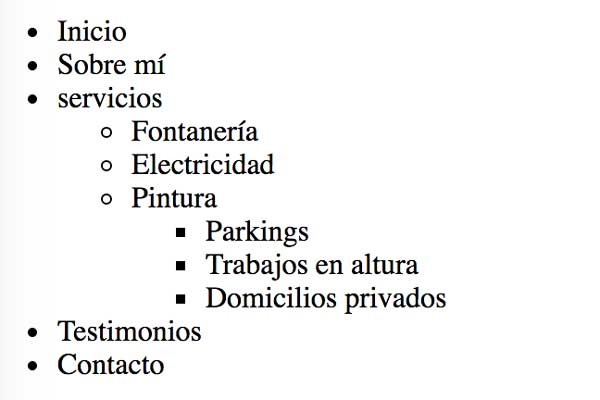 Inicio
Sobre mí
servicios
Fontanería
Electricidad
Pintura
Parkings
Trabajos en altura
Domicilios privados
Testimonios
Contacto